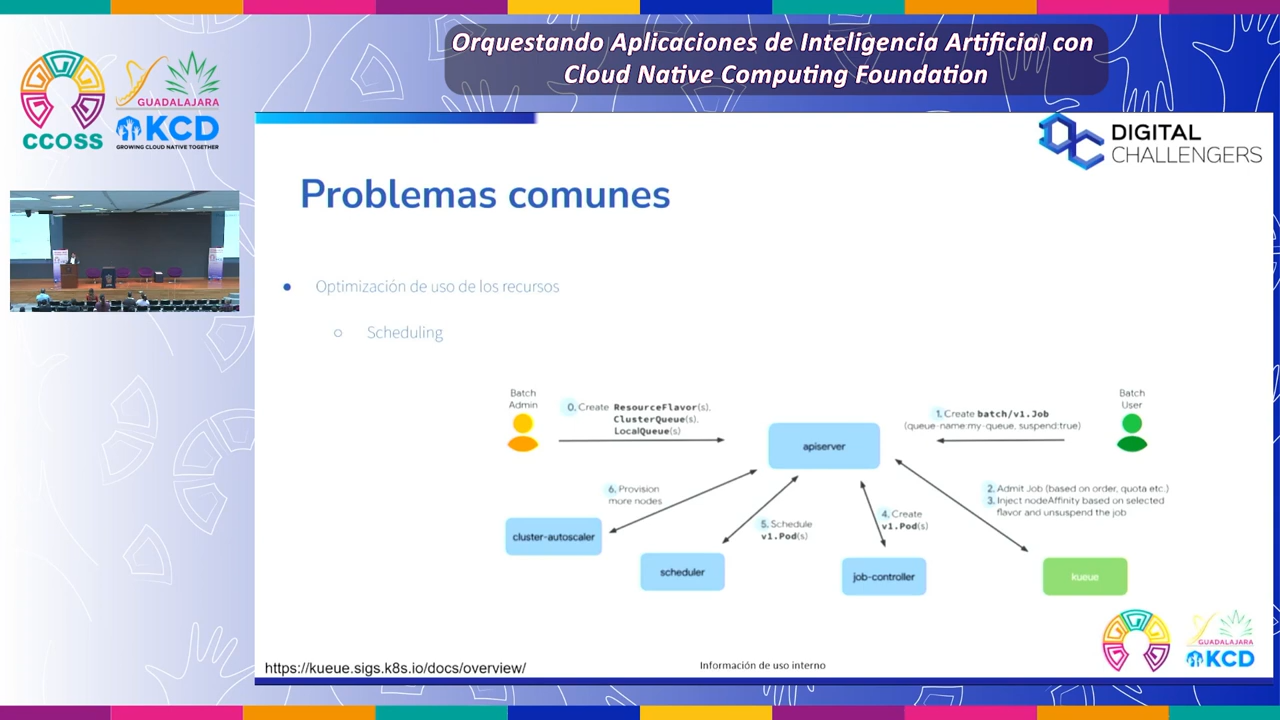 Orquestando Aplicaciones de Inteligencia Artificial con
Cloud Native Computing Foundation
CCOSS
GUADALAJARA
KCD
GROWING CLOUD NATIVE TOGETHER
DIGITAL
CHALLENGERS
Problemas comunes
Optimización de uso de los recursos
Scheduling
Batch
Admin
0. Create ResourceFlavor(s),
ClusterQueue(s),
LocalQueue(s)
apiserver
1. Create batch/v1.Job
(queue-name:my-queue, suspend:true)
Batch
User
6. Provision
more nodes
5. Schedule
v1.Pod(s)
4. Create
v1.Pod(s)
2. Admit Job (based on order, quota etc.)
3. Inject nodeAffinity based on selected
flavor and unsuspend the job
cluster-autoscaler
scheduler
job-controller
kueue
https://kueue.sigs.k8s.io/docs/overview/
Información de uso interno
GUADALAJARA
KCD